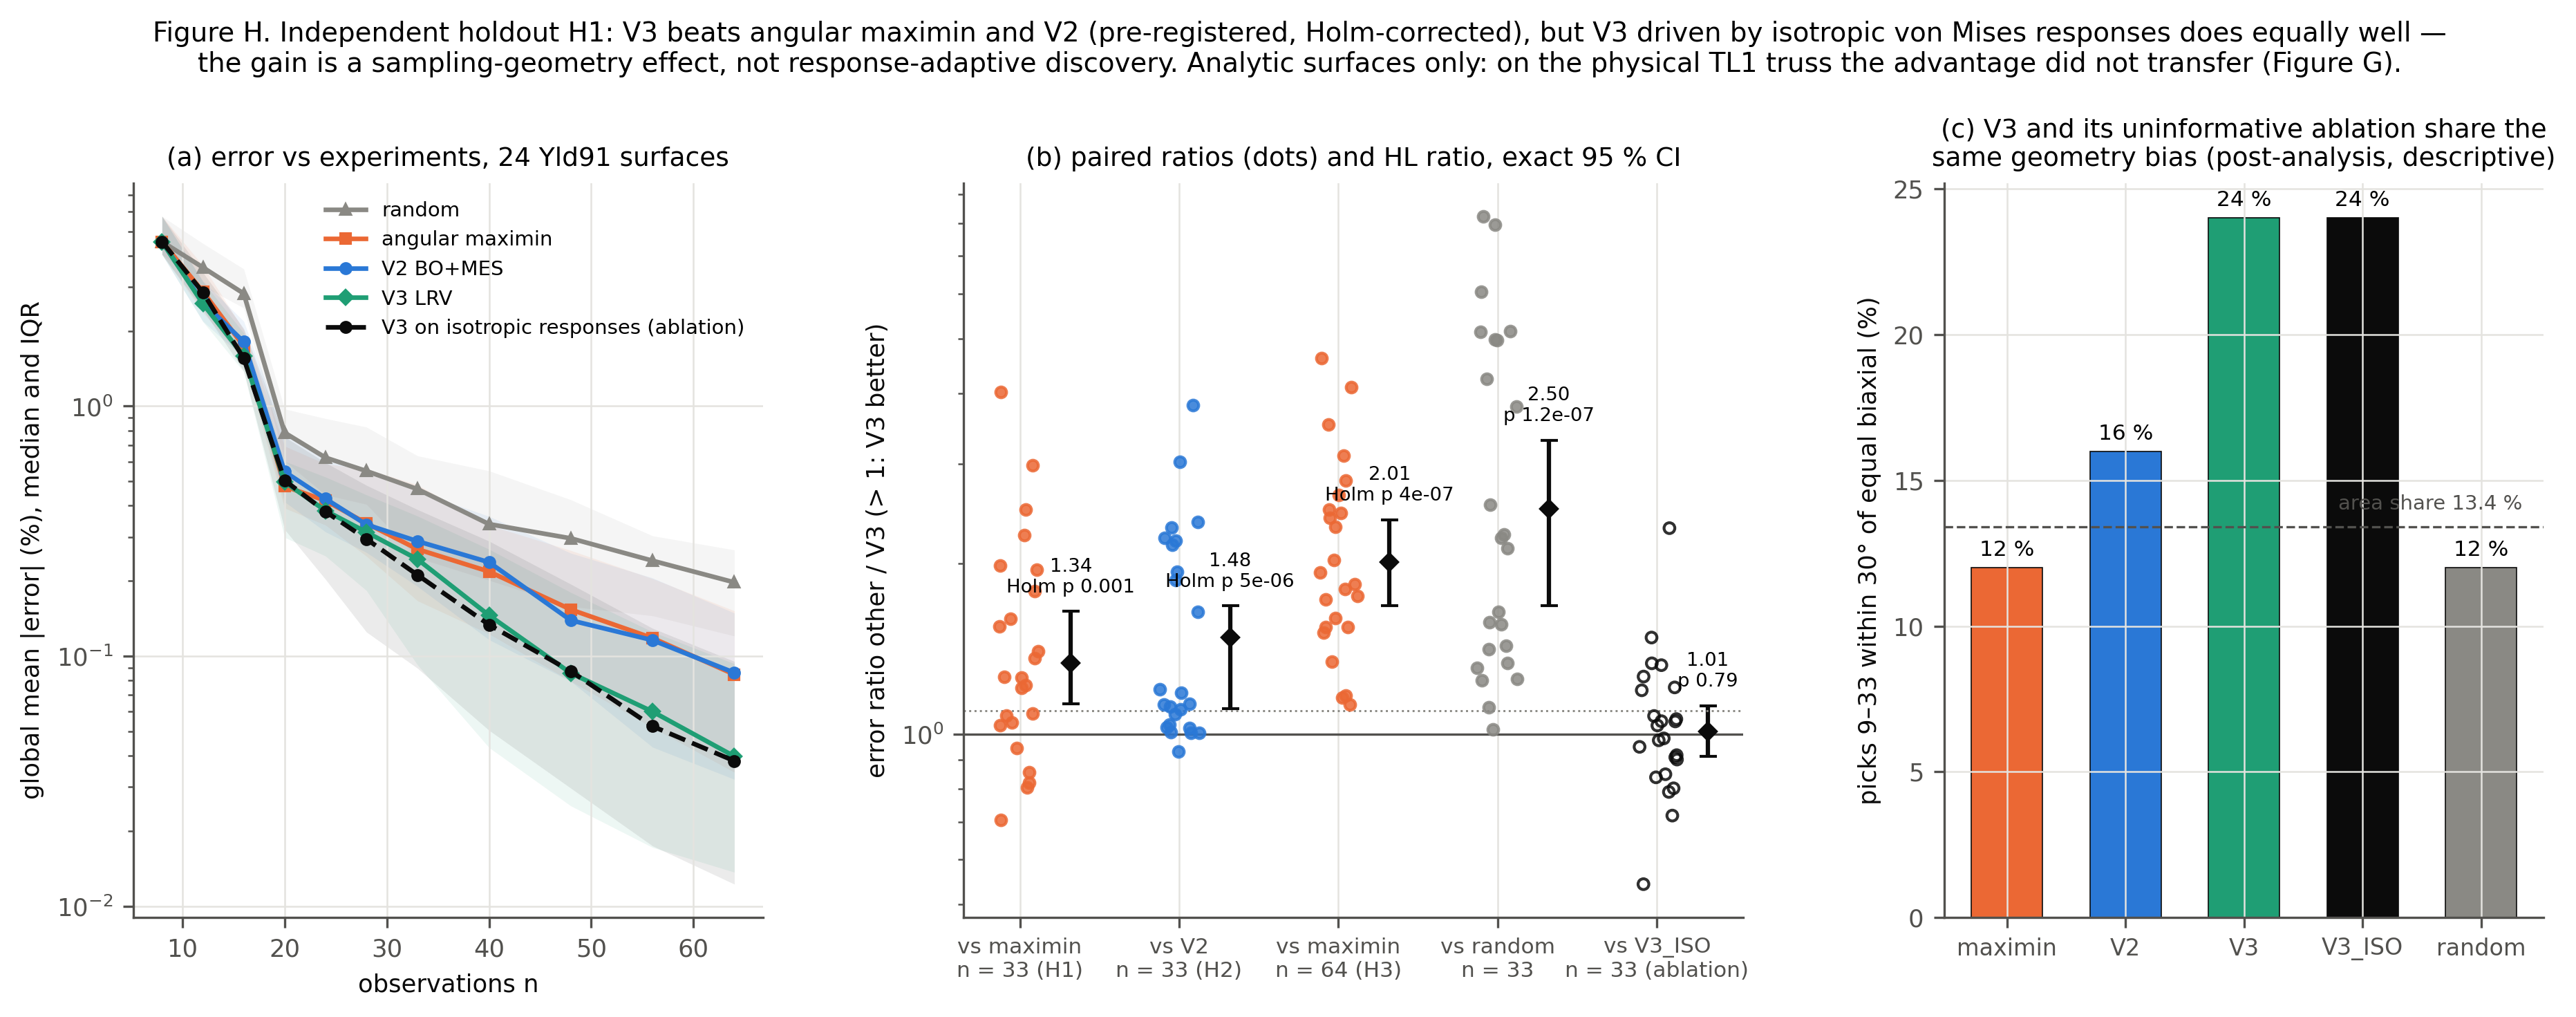 Figure H. Independent holdout H1: V3 beats angular maximin and V2 (pre-registered, Holm-corrected), but V3 driven by isotropic von Mises responses does equally well —
the gain is a sampling-geometry effect, not response-adaptive discovery. Analytic surfaces only: on the physical TL1 truss the advantage did not transfer (Figure G).
(a) error vs experiments, 24 Yld91 surfaces
global mean |error| (%), median and IQR
10⁰
10⁻¹
10⁻²
random
angular maximin
V2 BO+MES
V3 LRV
V3 on isotropic responses (ablation)
10 20 30 40 50 60
observations n
(b) paired ratios (dots) and HL ratio, exact 95 % CI
error ratio other / V3 (> 1: V3 better)
10⁰
1.34
Holm p 0.001
1.48
Holm p 5e-06
2.01
Holm p 4e-07
2.50
p 1.2e-07
1.01
p 0.79
vs maximin
n = 33 (H1)
vs V2
n = 33 (H2)
vs maximin
n = 64 (H3)
vs random
n = 33
vs V3_ISO
n = 33 (ablation)
(c) V3 and its uninformative ablation share the
same geometry bias (post-analysis, descriptive)
picks 9–33 within 30° of equal biaxial (%)
25
20
15
10
5
0
12 %
16 %
24 %
24 %
12 %
area share 13.4 %
maximin V2 V3 V3_ISO random